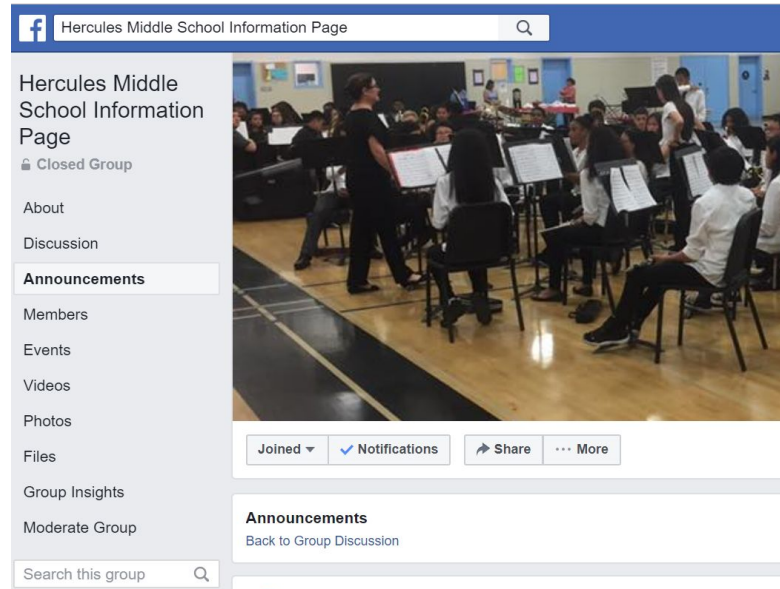 f
Hercules Middle School Information Page
Hercules Middle
School Information
Page
Closed Group
About
Discussion
Announcements
Members
Events
Videos
Photos
Files
Group Insights
Moderate Group
Search this group
Joined
Notifications
Share
··· More
Announcements
Back to Group Discussion